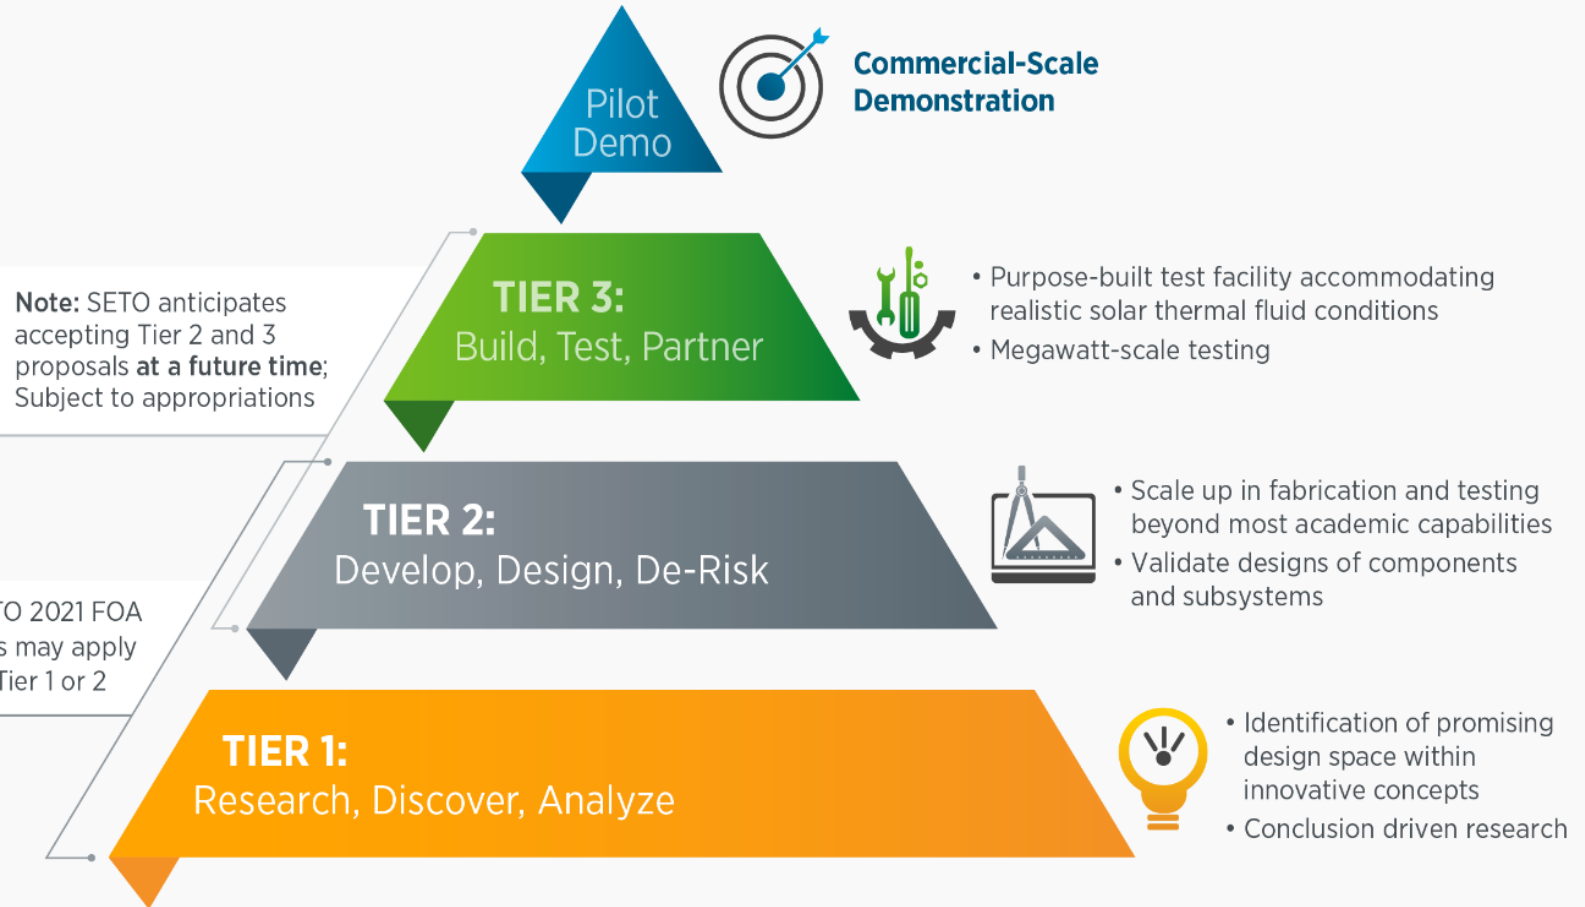 Pilot
Demo
Commercial-Scale
Demonstration
Note: SETO anticipates
accepting Tier 2 and 3
proposals at a future time;
Subject to appropriations
TIER 3:
Build, Test, Partner
• Purpose-built test facility accommodating
realistic solar thermal fluid conditions
• Megawatt-scale testing
TIER 2:
Develop, Design, De-Risk
• Scale up in fabrication and testing
beyond most academic capabilities
• Validate designs of components
and subsystems
2021 FOA
may apply
Tier 1 or 2
TIER 1:
Research, Discover, Analyze
• Identification of promising
design space within
innovative concepts
• Conclusion driven research